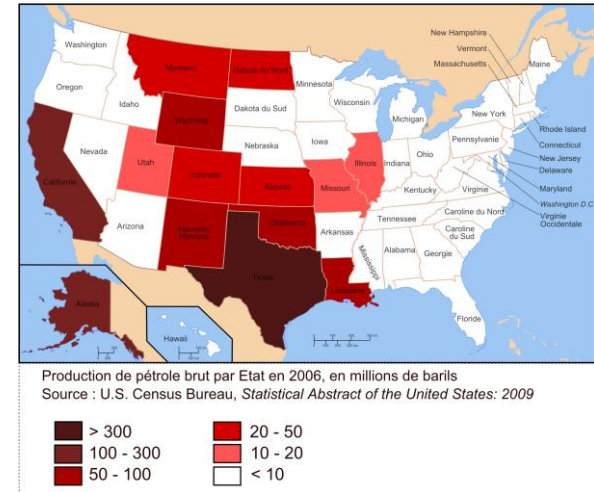 Washington
Montana
Dakota du Nord
Minnesota
New Hampshire
Vermont
Massachusetts
Maine
Oregon
Idaho
Wyoming
Dakota du Sud
Wisconsin
Michigan
New York
Rhode Island
Connecticut
New Jersey
Delaware
Maryland
Washington D.C.
Virginie
Occidentale
Nevada
Utah
Colorado
Nebraska
Iowa
Illinois
Indiana
Ohio
Pennsylvanie
Californie
Kansas
Missouri
Kentucky
Virginie
Arizona
Nouveau
Mexique
Oklahoma
Arkansas
Tennessee
Caroline du Nord
Caroline
du Sud
Texas
Louisiane
Mississippi
Alabama
Georgie
Floride
Alaska
Hawaii
Production de pétrole brut par Etat en 2006, en millions de barils
Source : U.S. Census Bureau, Statistical Abstract of the United States: 2009
> 300
20 - 50
100 - 300
10 - 20
50 - 100
< 10